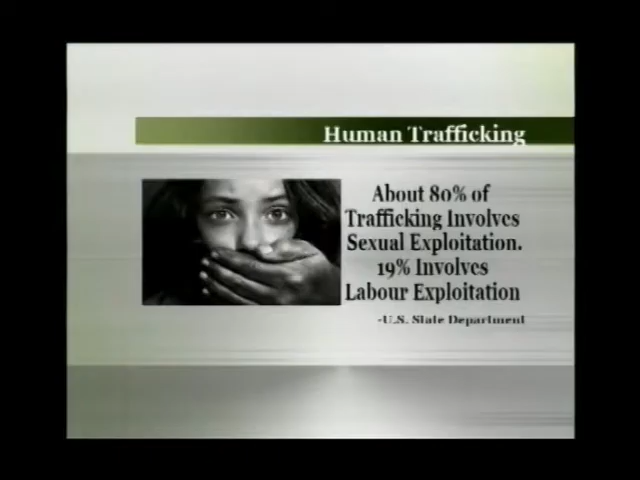 Human Trafficking
About 80% of
Trafficking Involves
Sexual Exploitation.
19% Involves
Labour Exploitation
-U.S. State Department